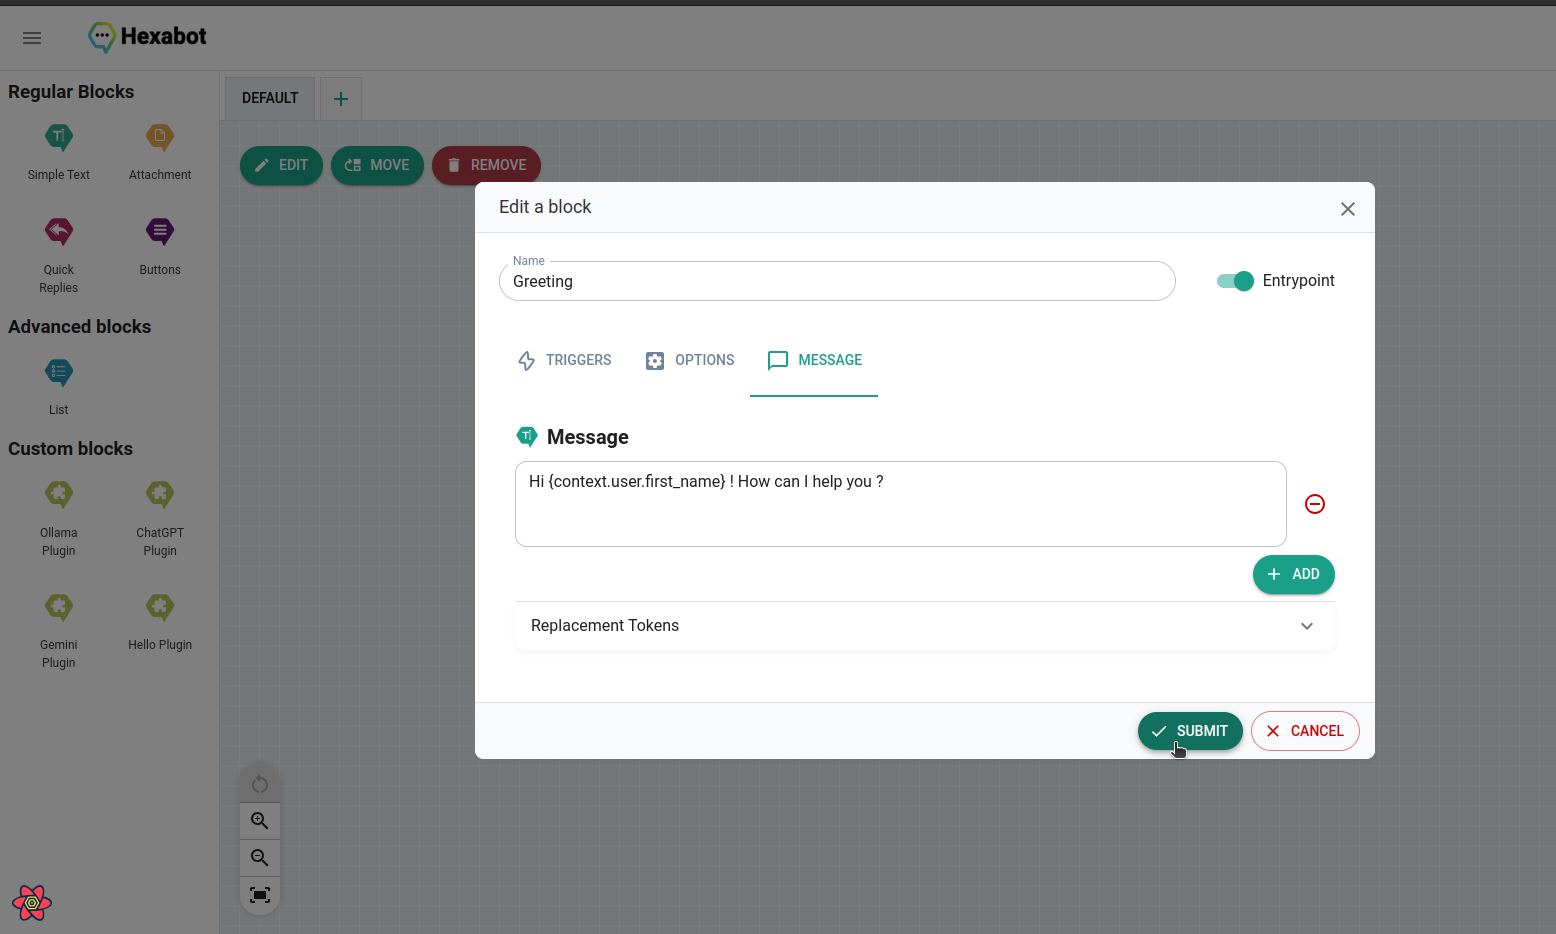 Hexabot
Regular Blocks
Simple Text
Attachment
Quick
Replies
Buttons
Advanced blocks
List
Custom blocks
Ollama
Plugin
ChatGPT
Plugin
Gemini
Plugin
Hello Plugin
DEFAULT
EDIT
MOVE
REMOVE
Edit a block
Name
Greeting
Entrypoint
TRIGGERS
OPTIONS
MESSAGE
Message
Hi {context.user.first_name} ! How can I help you ?
ADD
Replacement Tokens
SUBMIT
CANCEL